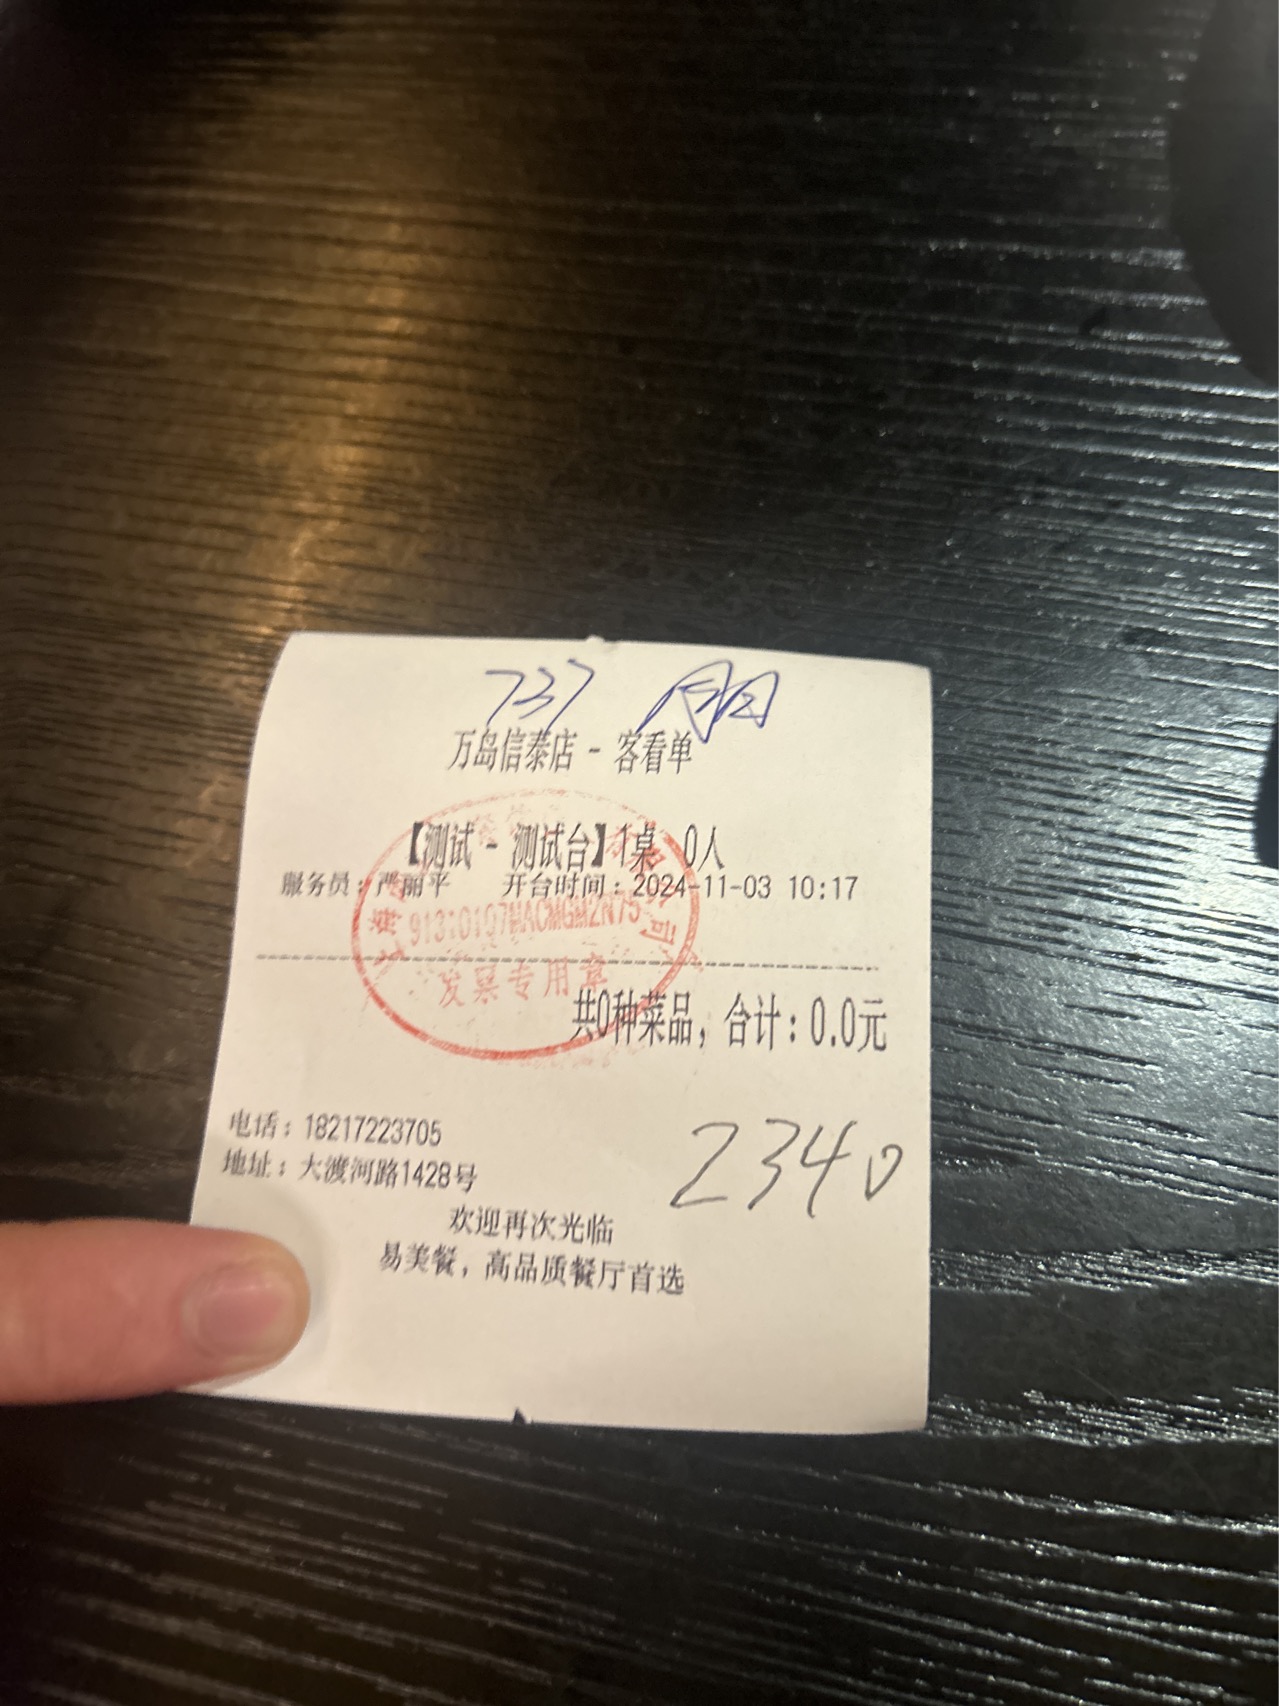 737
万岛信泰店 - 客看单
【测试 - 测试台】1桌 0人
服务员：严丽平 开台时间：2024-11-03 10:17
发票专用章
共0种菜品，合计：0.0元
2340
电话：18217223705
地址：大渡河路1428号
欢迎再次光临
易美餐，高品质餐厅首选